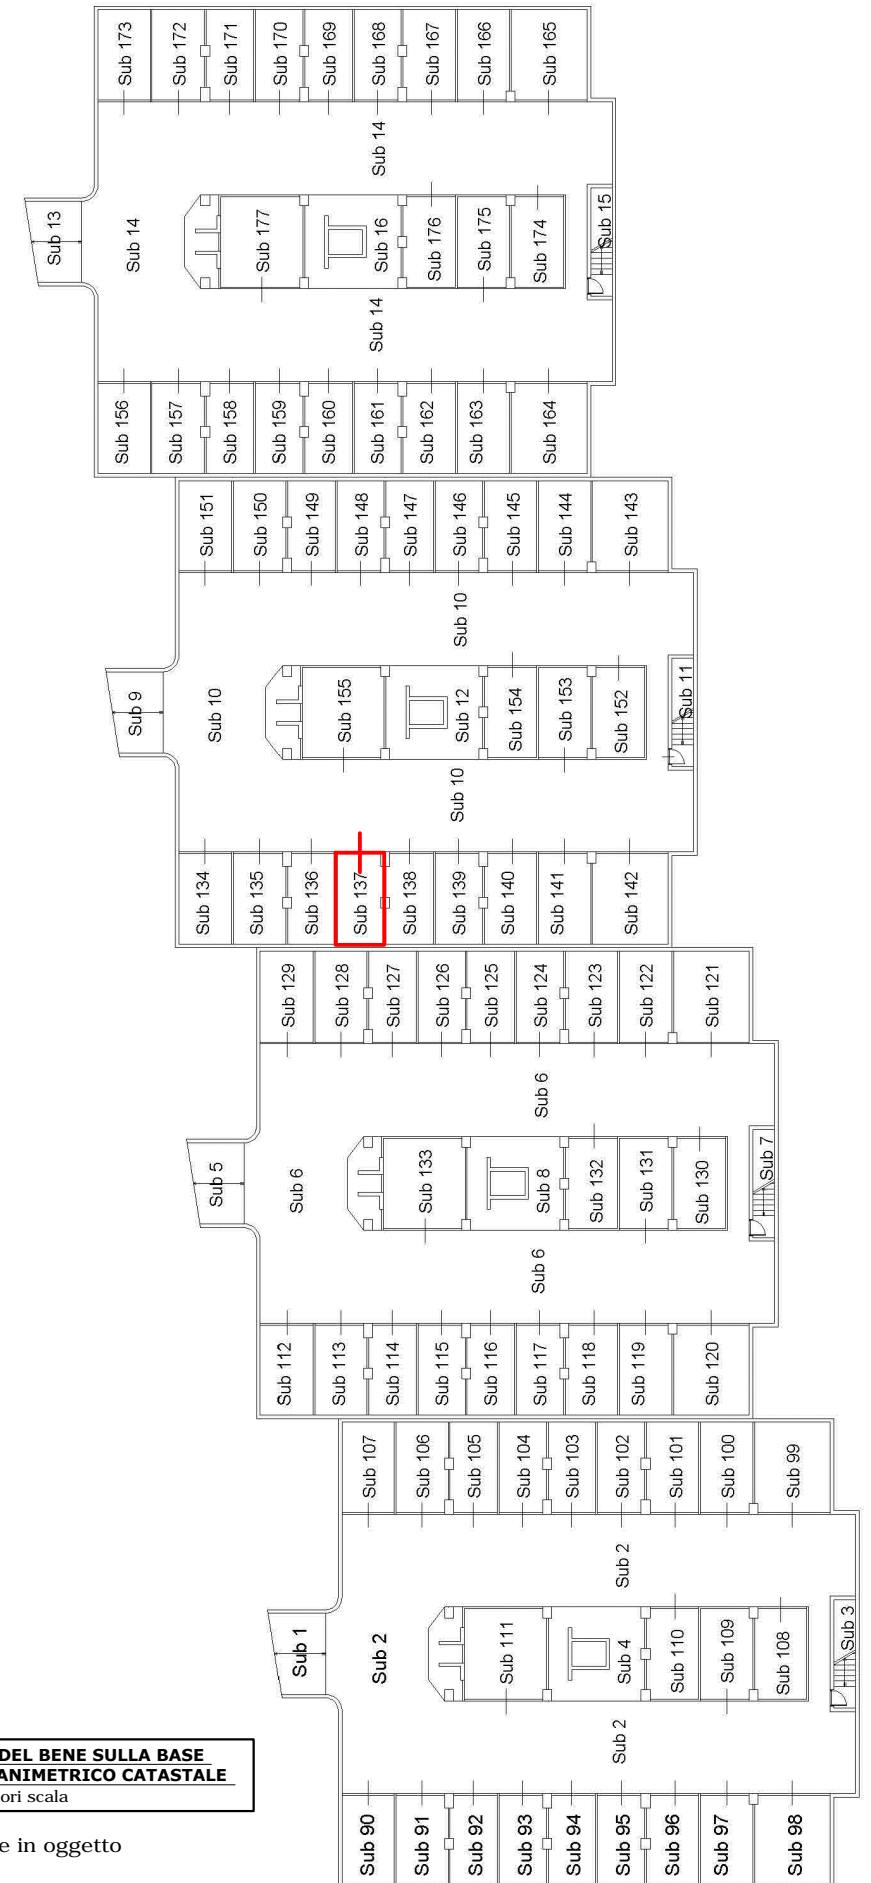 Sub 173
Sub 172
Sub 171
Sub 170
Sub 169
Sub 168
Sub 167
Sub 166
Sub 165
Sub 14
Sub 13
Sub 14
Sub 177
Sub 16
Sub 176
Sub 175
Sub 174
Sub 15
Sub 14
Sub 156
Sub 157
Sub 158
Sub 159
Sub 160
Sub 161
Sub 162
Sub 163
Sub 164
Sub 151
Sub 150
Sub 149
Sub 148
Sub 147
Sub 146
Sub 145
Sub 144
Sub 143
Sub 10
Sub 9
Sub 10
Sub 155
Sub 12
Sub 154
Sub 153
Sub 152
Sub 11
Sub 10
Sub 134
Sub 135
Sub 136
Sub 137
Sub 138
Sub 139
Sub 140
Sub 141
Sub 142
Sub 129
Sub 128
Sub 127
Sub 126
Sub 125
Sub 124
Sub 123
Sub 122
Sub 121
Sub 6
Sub 5
Sub 6
Sub 133
Sub 8
Sub 132
Sub 131
Sub 130
Sub 7
Sub 6
Sub 112
Sub 113
Sub 114
Sub 115
Sub 116
Sub 117
Sub 118
Sub 119
Sub 120
Sub 107
Sub 106
Sub 105
Sub 104
Sub 103
Sub 102
Sub 101
Sub 100
Sub 99
Sub 2
Sub 1
Sub 2
Sub 111
Sub 4
Sub 110
Sub 109
Sub 108
Sub 3
Sub 2
Sub 90
Sub 91
Sub 92
Sub 93
Sub 94
Sub 95
Sub 96
Sub 97
Sub 98
DEL BENE SULLA BASE
ANIMETRICO CATASTALE
ori scala
e in oggetto